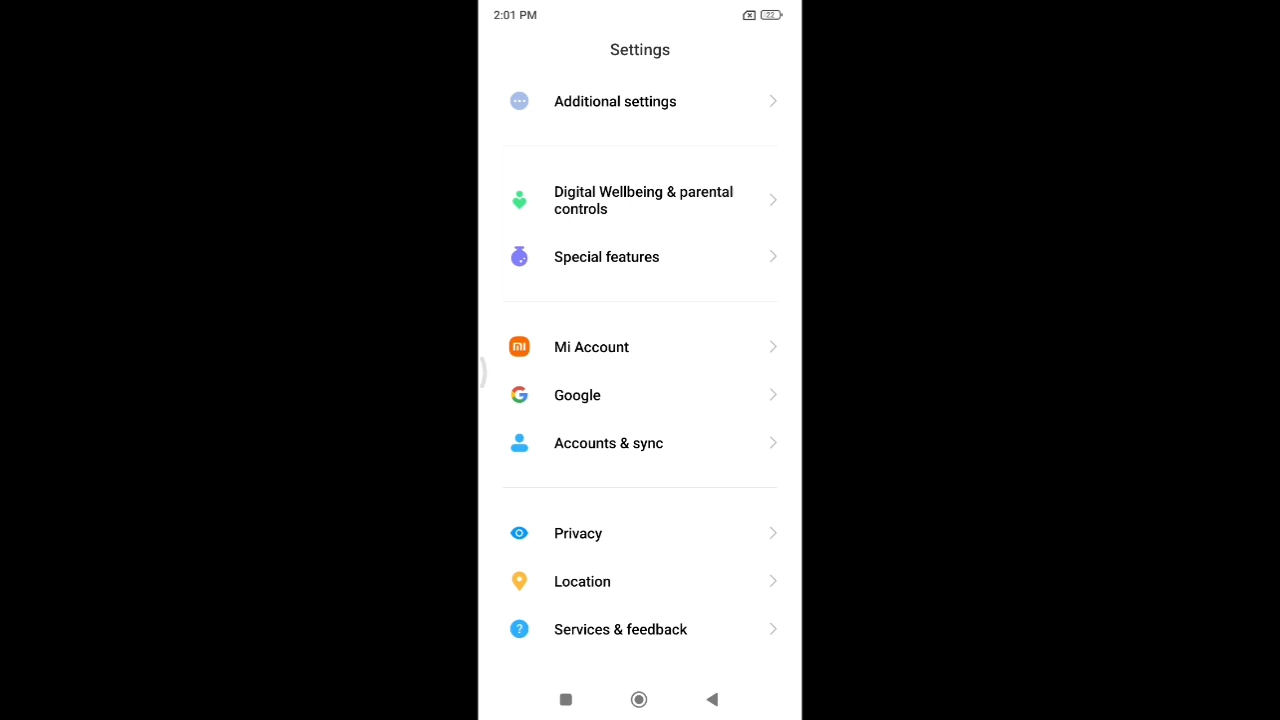 2:01 PM
22
Settings
Additional settings
Digital Wellbeing & parental
controls
Special features
Mi Account
Google
Accounts & sync
Privacy
Location
Services & feedback